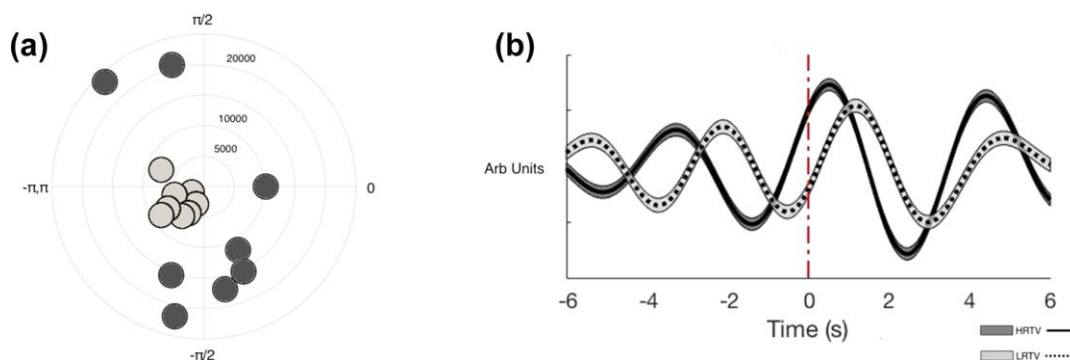 (a)
π/2
20000
10000
5000
-π,π
0
-π/2
(b)
Arb Units
-6
-4
-2
0
2
4
6
Time (s)
HRTV
LRTV